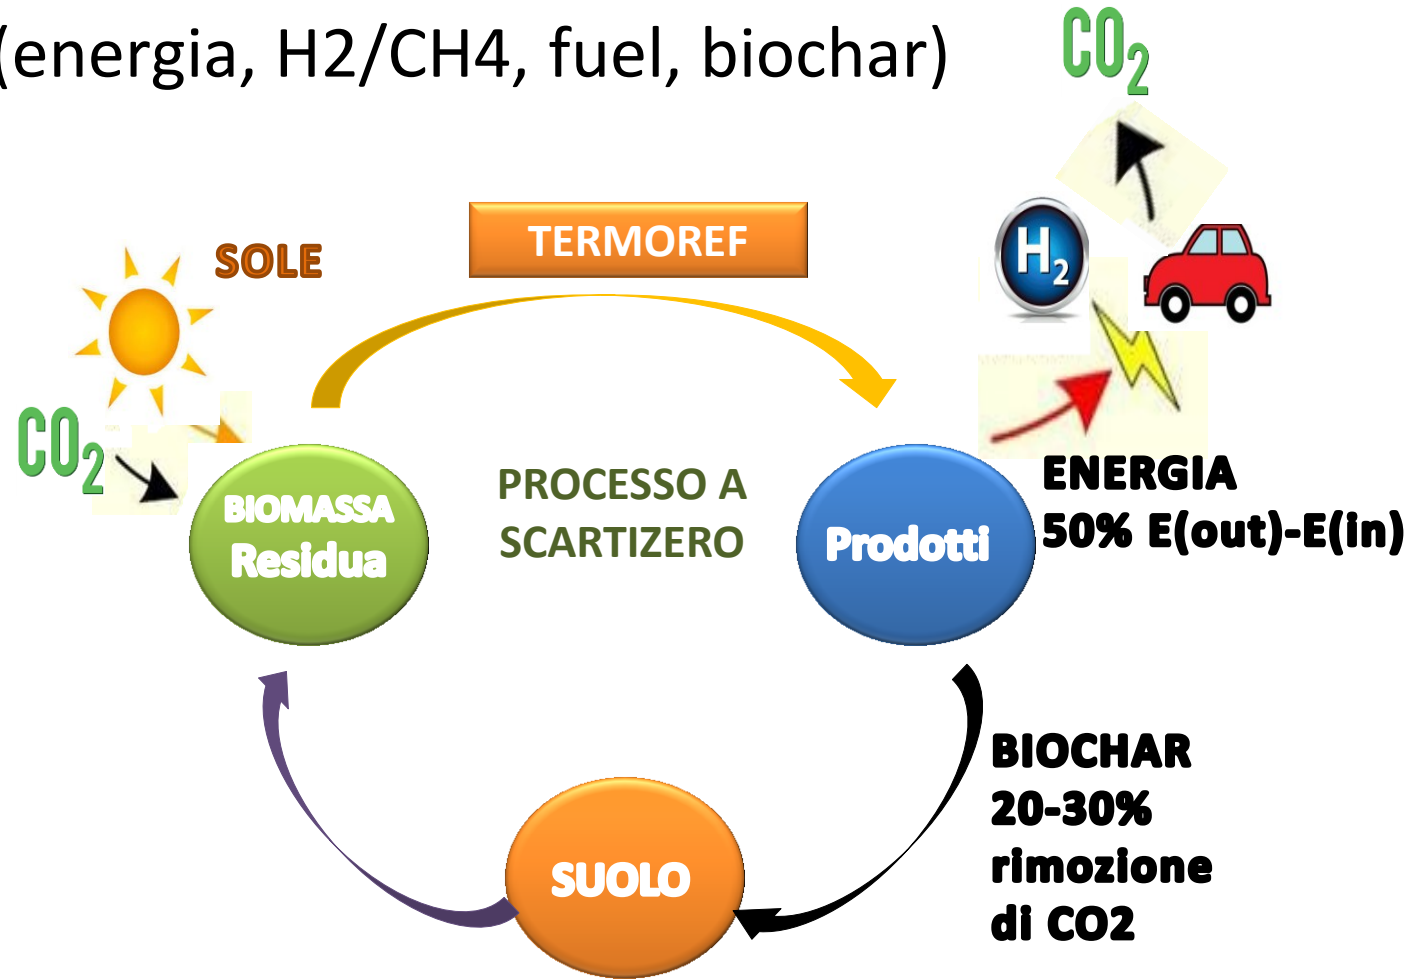 (energia, H2/CH4, fuel, biochar)
CO2
TERMOREF
SOLE
H2
CO2
BIOMASSA
Residua
PROCESSO A
SCARTIZERO
Prodotti
ENERGIA
50% E(out)-E(in)
BIOCHAR
20-30%
rimozione
di CO2
SUOLO